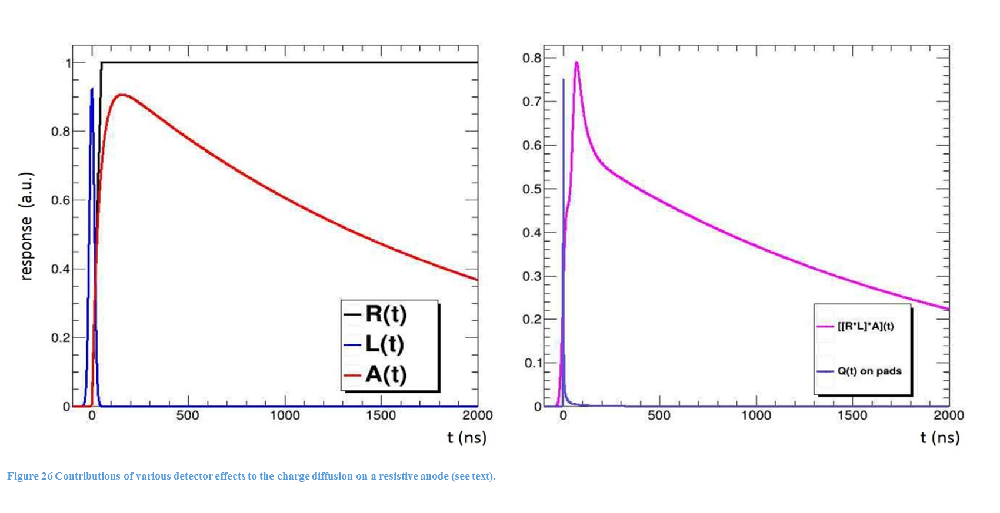 response (a.u.)
1
0.8
0.6
0.4
0.2
0
0 500 1000 1500 2000
t (ns)
R(t)
L(t)
A(t)
0.8
0.7
0.6
0.5
0.4
0.3
0.2
0.1
0
0 500 1000 1500 2000
t (ns)
[[R*L]*A](t)
Q(t) on pads
Figure 26 Contributions of various detector effects to the charge diffusion on a resistive anode (see text).